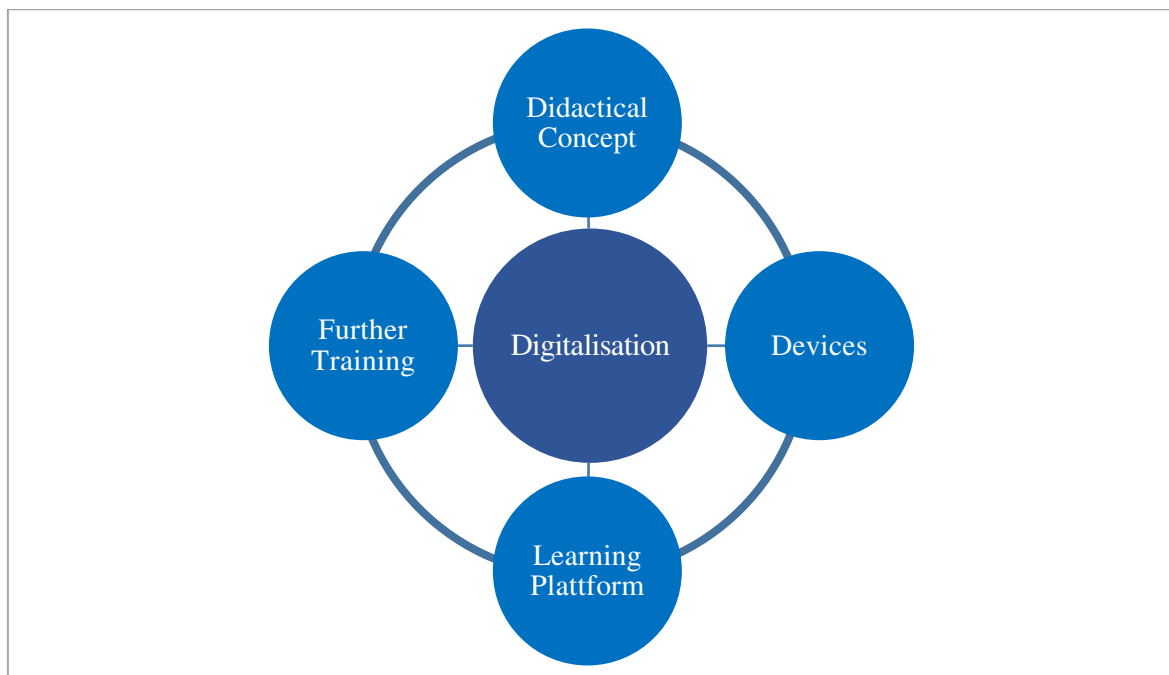 Didactical
Concept
Further
Training
Digitalisation
Devices
Learning
Plattform